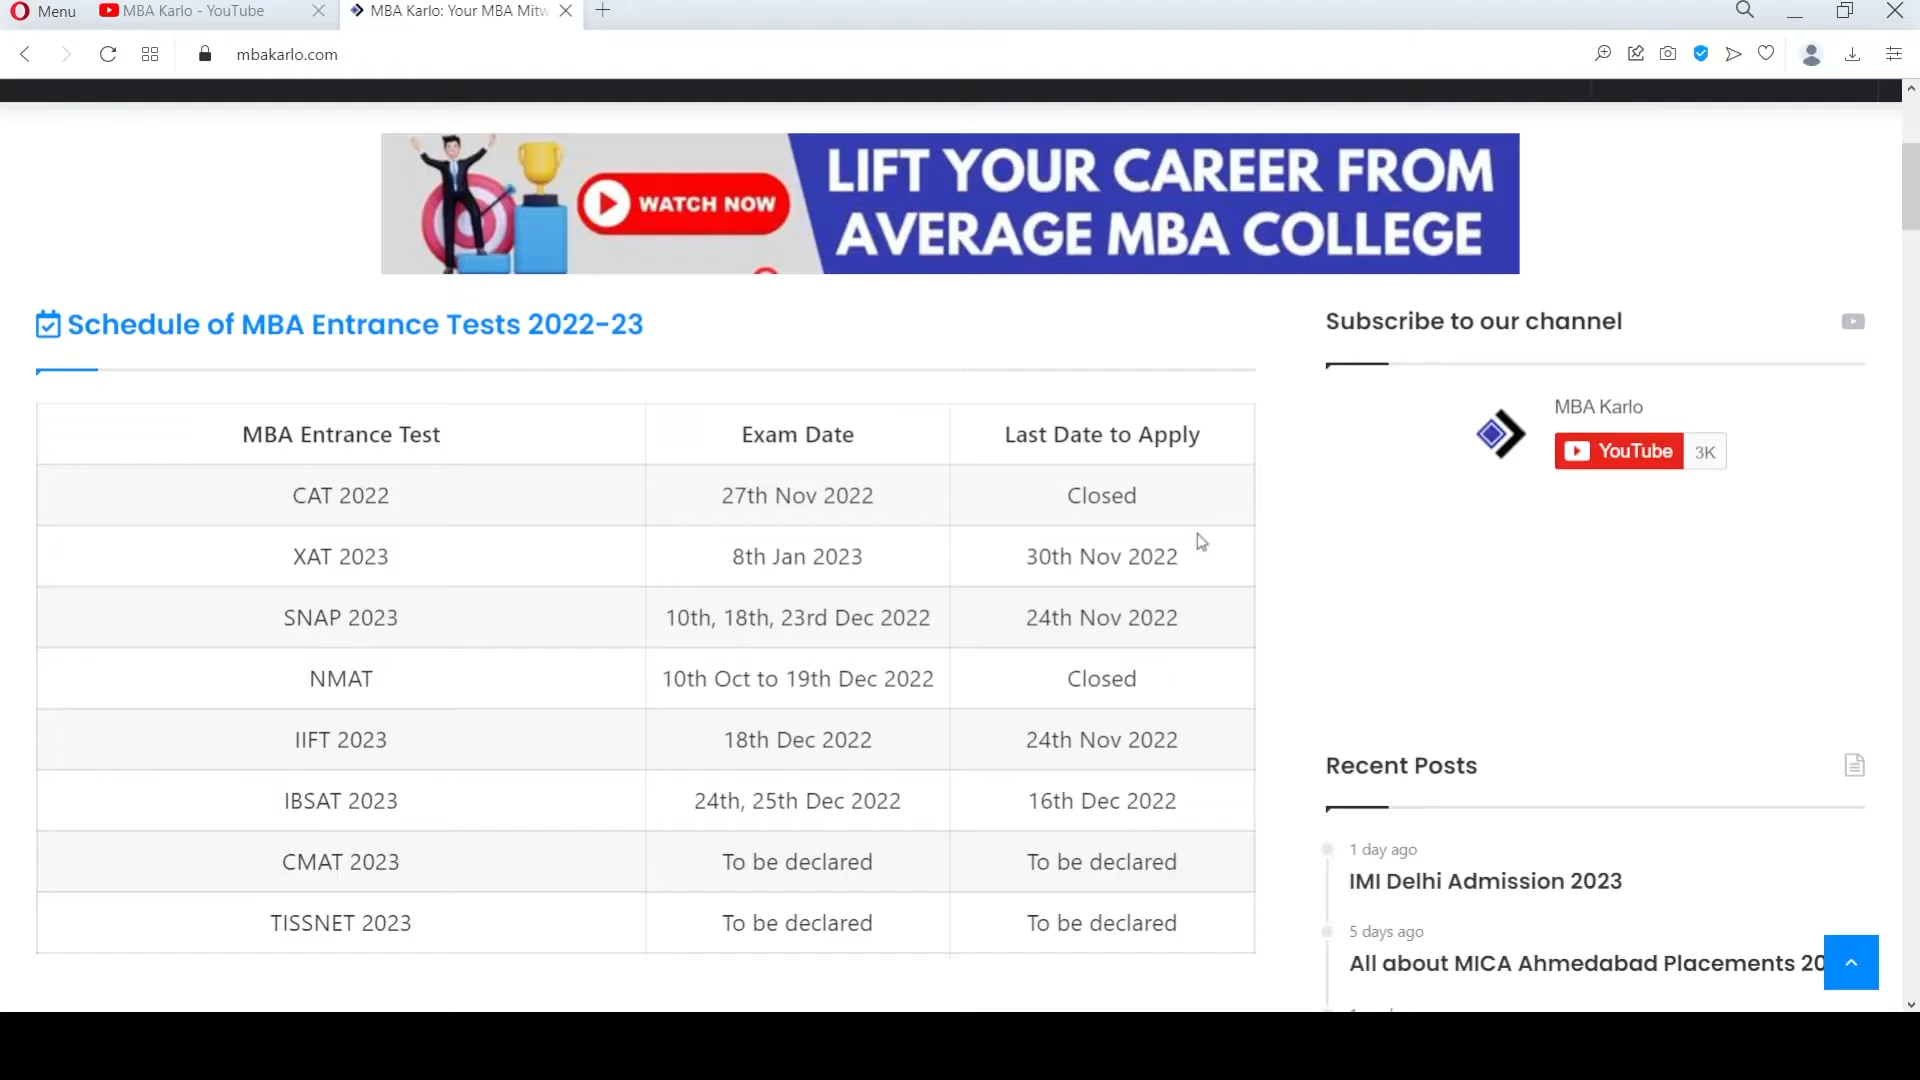 Menu
MBA Karlo - YouTube
MBA Karlo: Your MBA Mitw
mbakarlo.com
WATCH NOW
LIFT YOUR CAREER FROM
AVERAGE MBA COLLEGE
Schedule of MBA Entrance Tests 2022-23
MBA Entrance Test Exam Date Last Date to Apply
CAT 2022 27th Nov 2022 Closed
XAT 2023 8th Jan 2023 30th Nov 2022
SNAP 2023 10th, 18th, 23rd Dec 2022 24th Nov 2022
NMAT 10th Oct to 19th Dec 2022 Closed
IIFT 2023 18th Dec 2022 24th Nov 2022
IBSAT 2023 24th, 25th Dec 2022 16th Dec 2022
CMAT 2023 To be declared To be declared
TISSNET 2023 To be declared To be declared
Subscribe to our channel
MBA Karlo
YouTube 3K
Recent Posts
1 day ago
IMI Delhi Admission 2023
5 days ago
All about MICA Ahmedabad Placements 20